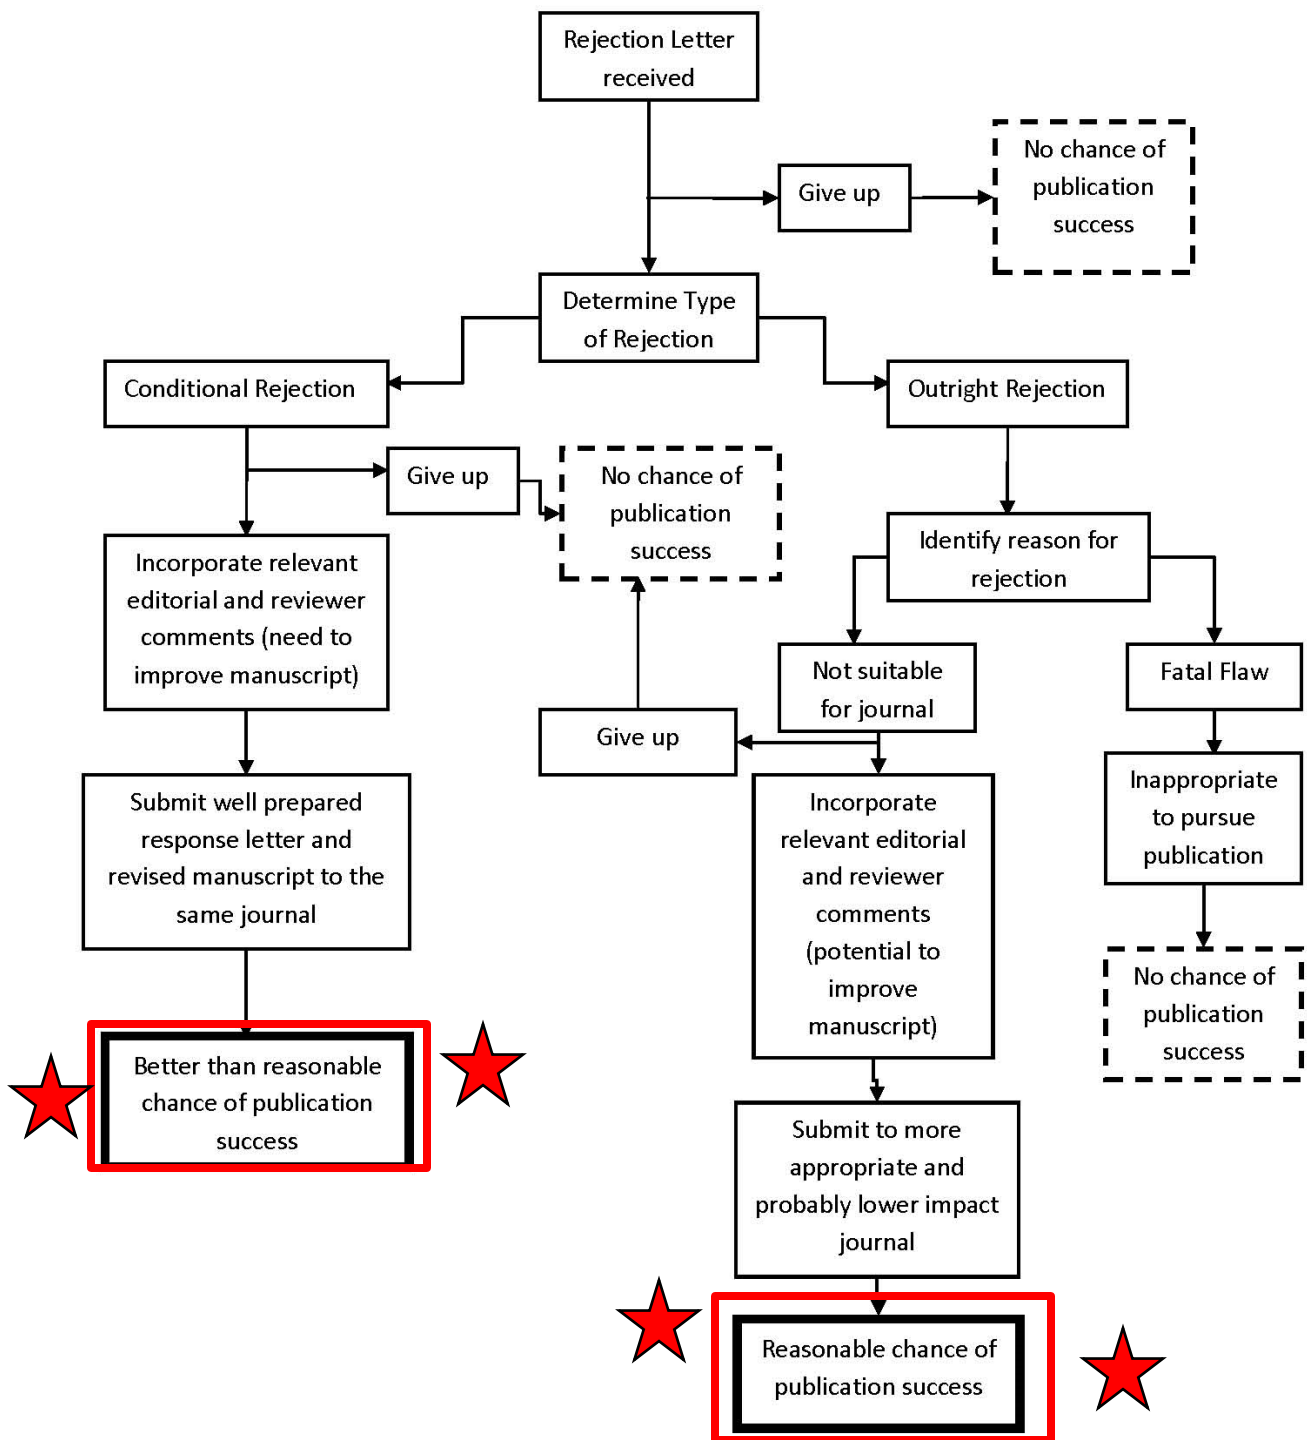 Rejection Letter
received
Give up
No chance of
publication
success
Determine Type
of Rejection
Conditional Rejection
Outright Rejection
Give up
No chance of
publication
success
Identify reason for
rejection
Incorporate relevant
editorial and reviewer
comments (need to
improve manuscript)
Not suitable
for journal
Fatal Flaw
Give up
Inappropriate
to pursue
publication
Submit well prepared
response letter and
revised manuscript to the
same journal
Incorporate
relevant editorial
and reviewer
comments
(potential to
improve
manuscript)
No chance of
publication
success
Better than reasonable
chance of publication
success
Submit to more
appropriate and
probably lower impact
journal
Reasonable chance of
publication success